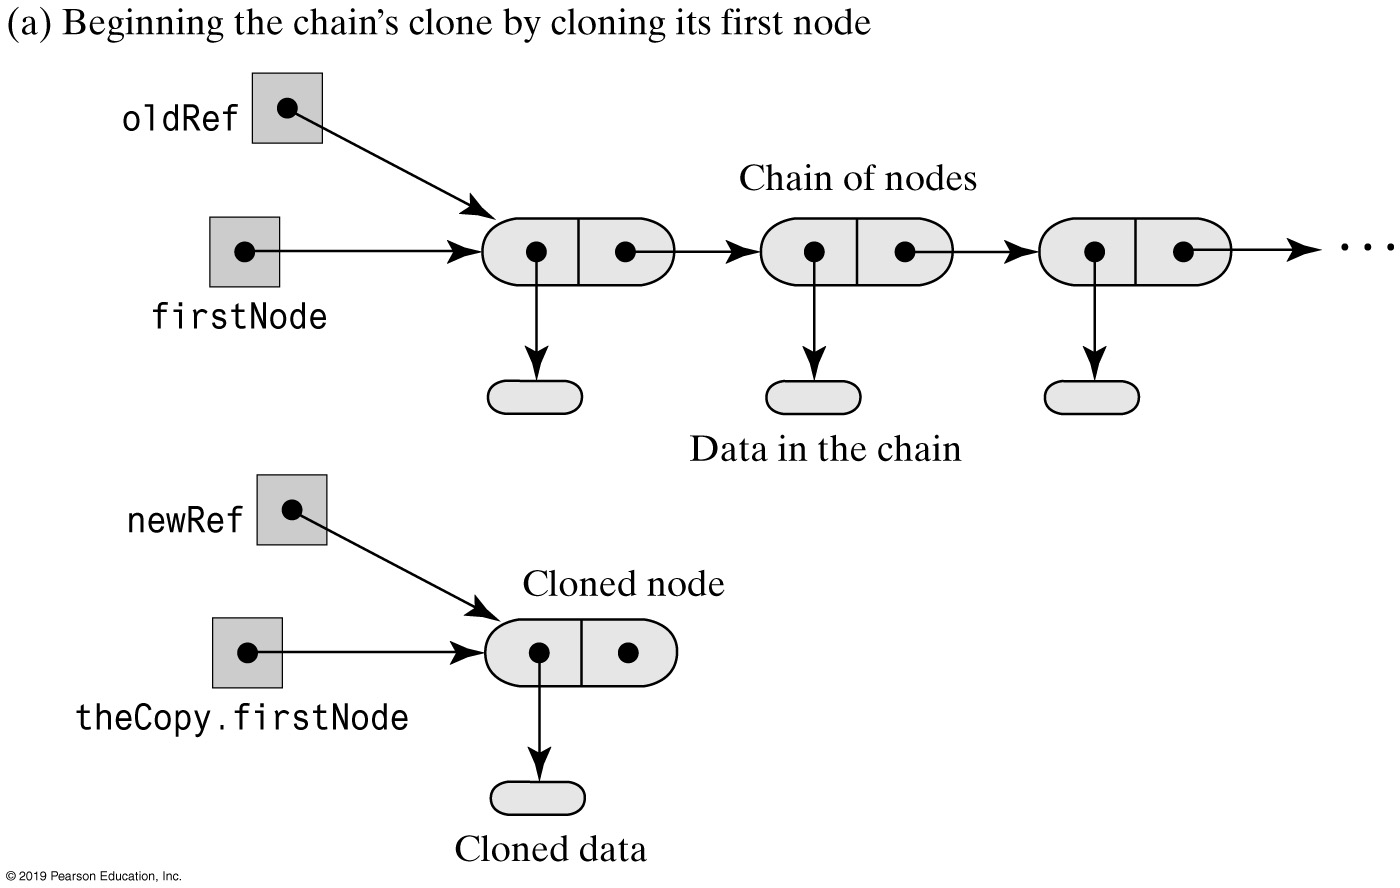 (a) Beginning the chain’s clone by cloning its first node
oldRef
Chain of nodes
firstNode
Data in the chain
newRef
Cloned node
theCopy.firstNode
Cloned data
© 2019 Pearson Education, Inc.